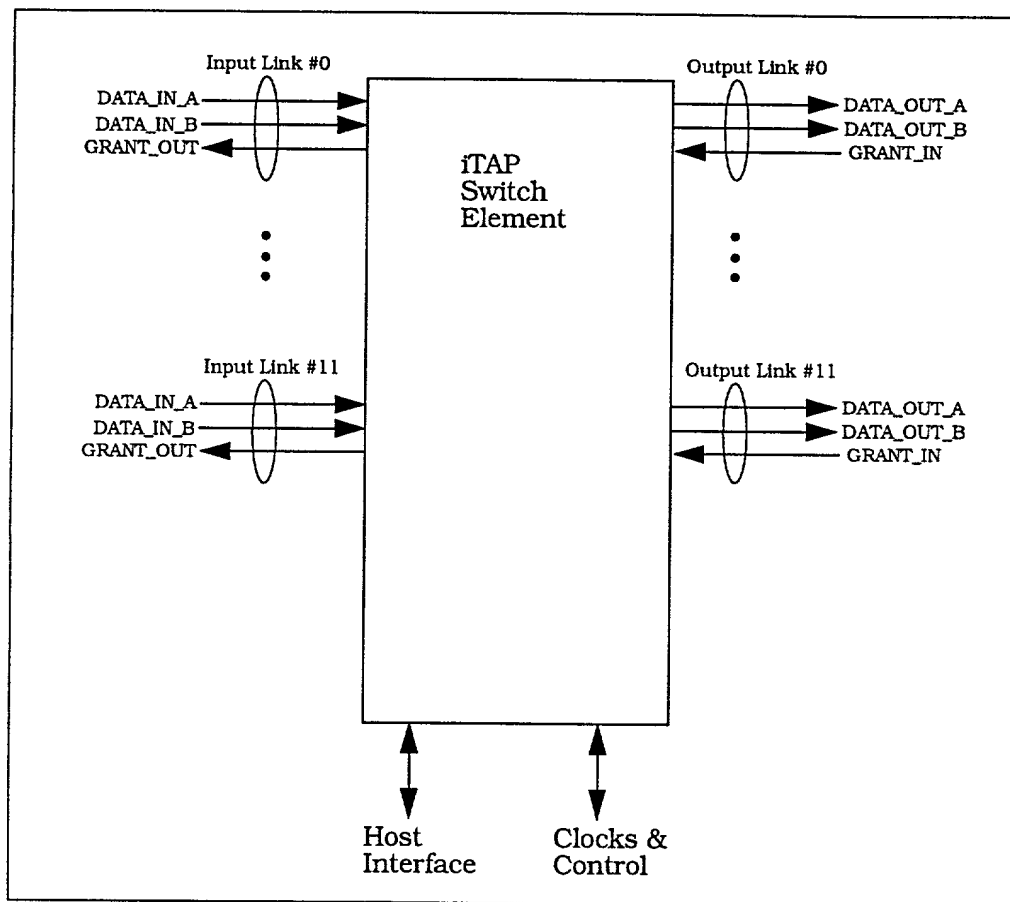 Input Link #0
DATA_IN_A
DATA_IN_B
GRANT_OUT
Output Link #0
DATA_OUT_A
DATA_OUT_B
GRANT_IN
iTAP
Switch
Element
Input Link #11
DATA_IN_A
DATA_IN_B
GRANT_OUT
Output Link #11
DATA_OUT_A
DATA_OUT_B
GRANT_IN
Host
Interface
Clocks &
Control